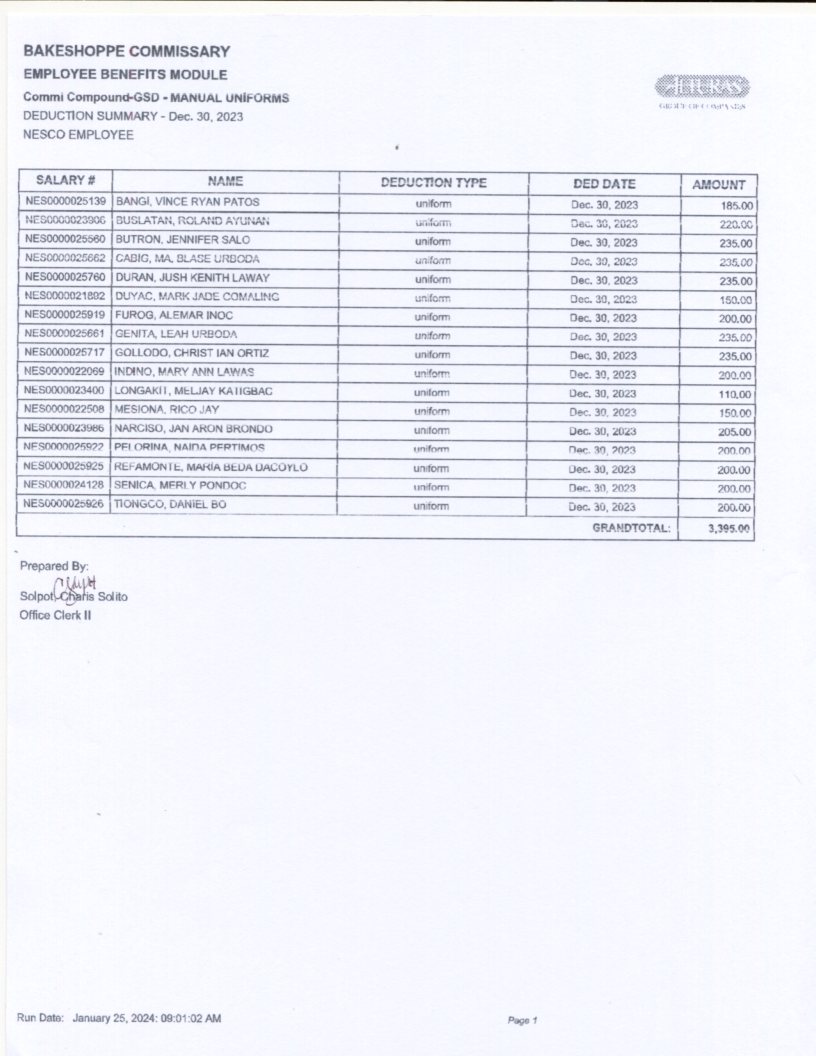 BAKESHOPPE COMMISSARY
EMPLOYEE BENEFITS MODULE
Commi Compound-GSD - MANUAL UNIFORMS
DEDUCTION SUMMARY - Dec. 30, 2023
NESCO EMPLOYEE
ALTURAS
GROUP OF COMPANIES
SALARY # NAME DEDUCTION TYPE DED DATE AMOUNT
NES0000025139 BANGI, VINCE RYAN PATOS uniform Dec. 30, 2023 185.00
NES0000023906 BUSLATAN, ROLAND AYUNAN uniform Dec. 30, 2023 220.00
NES0000025560 BUTRON, JENNIFER SALO uniform Dec. 30, 2023 235.00
NES0000025662 CABIG, MA. BLASE URBODA uniform Dec. 30, 2023 235.00
NES0000025760 DURAN, JUSH KENITH LAWAY uniform Dec. 30, 2023 235.00
NES0000021892 DUYAC, MARK JADE COMALING uniform Dec. 30, 2023 150.00
NES0000025919 FUROG, ALEMAR INOC uniform Dec. 30, 2023 200.00
NES0000025661 GENITA, LEAH URBODA uniform Dec. 30, 2023 235.00
NES0000025717 GOLLODO, CHRIST IAN ORTIZ uniform Dec. 30, 2023 235.00
NES0000022069 INDINO, MARY ANN LAWAS uniform Dec. 30, 2023 200.00
NES0000023400 LONGAKIT, MELJAY KATIGBAC uniform Dec. 30, 2023 110.00
NES0000022508 MESIONA, RICO JAY uniform Dec. 30, 2023 150.00
NES0000023986 NARCISO, JAN ARON BRONDO uniform Dec. 30, 2023 205.00
NES0000025922 PELORINA, NAIDA PERTIMOS uniform Dec. 30, 2023 200.00
NES0000025925 REFAMONTE, MARIA BEDA DACOYLO uniform Dec. 30, 2023 200.00
NES0000024128 SENICA, MERLY PONDOC uniform Dec. 30, 2023 200.00
NES0000025926 TIONGCO, DANIEL BO uniform Dec. 30, 2023 200.00
GRANDTOTAL: 3,395.00
Prepared By:
Solpot, Charis Solito
Office Clerk II
Run Date: January 25, 2024: 09:01:02 AM Page 1